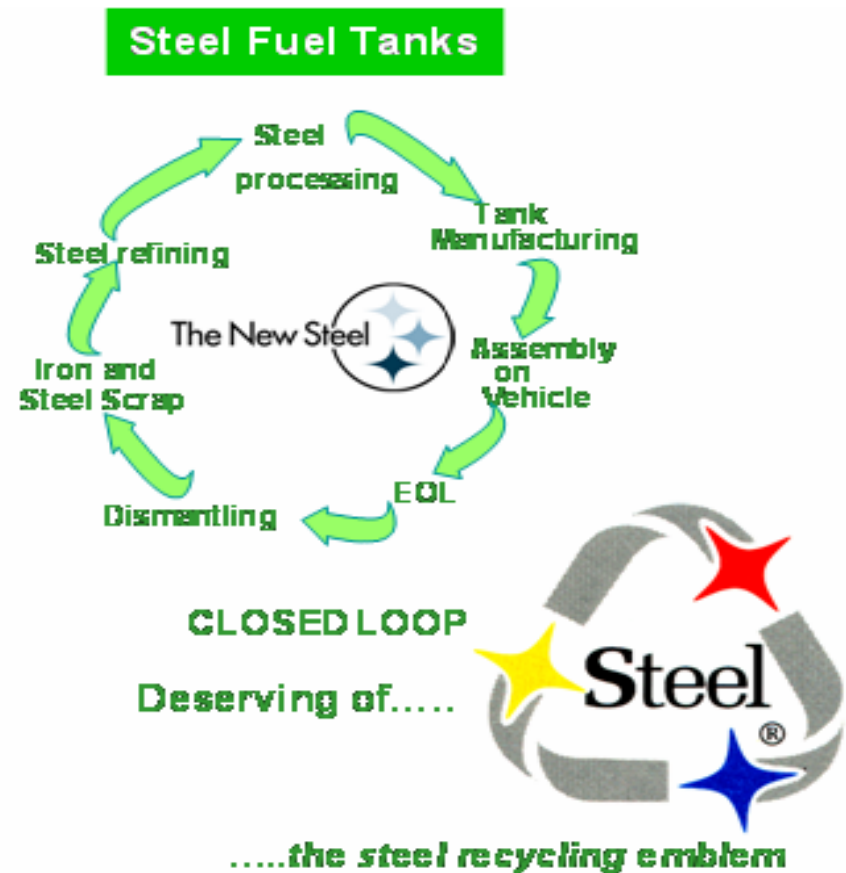 Steel Fuel Tanks
Steel
processing
Tank
Manufacturing
Steel refining
The New Steel
Assembly
on
Vehicle
Iron and
Steel Scrap
EOL
Dismantling
CLOSED LOOP
Deserving of.....
Steel
®
.....the steel recycling emblem